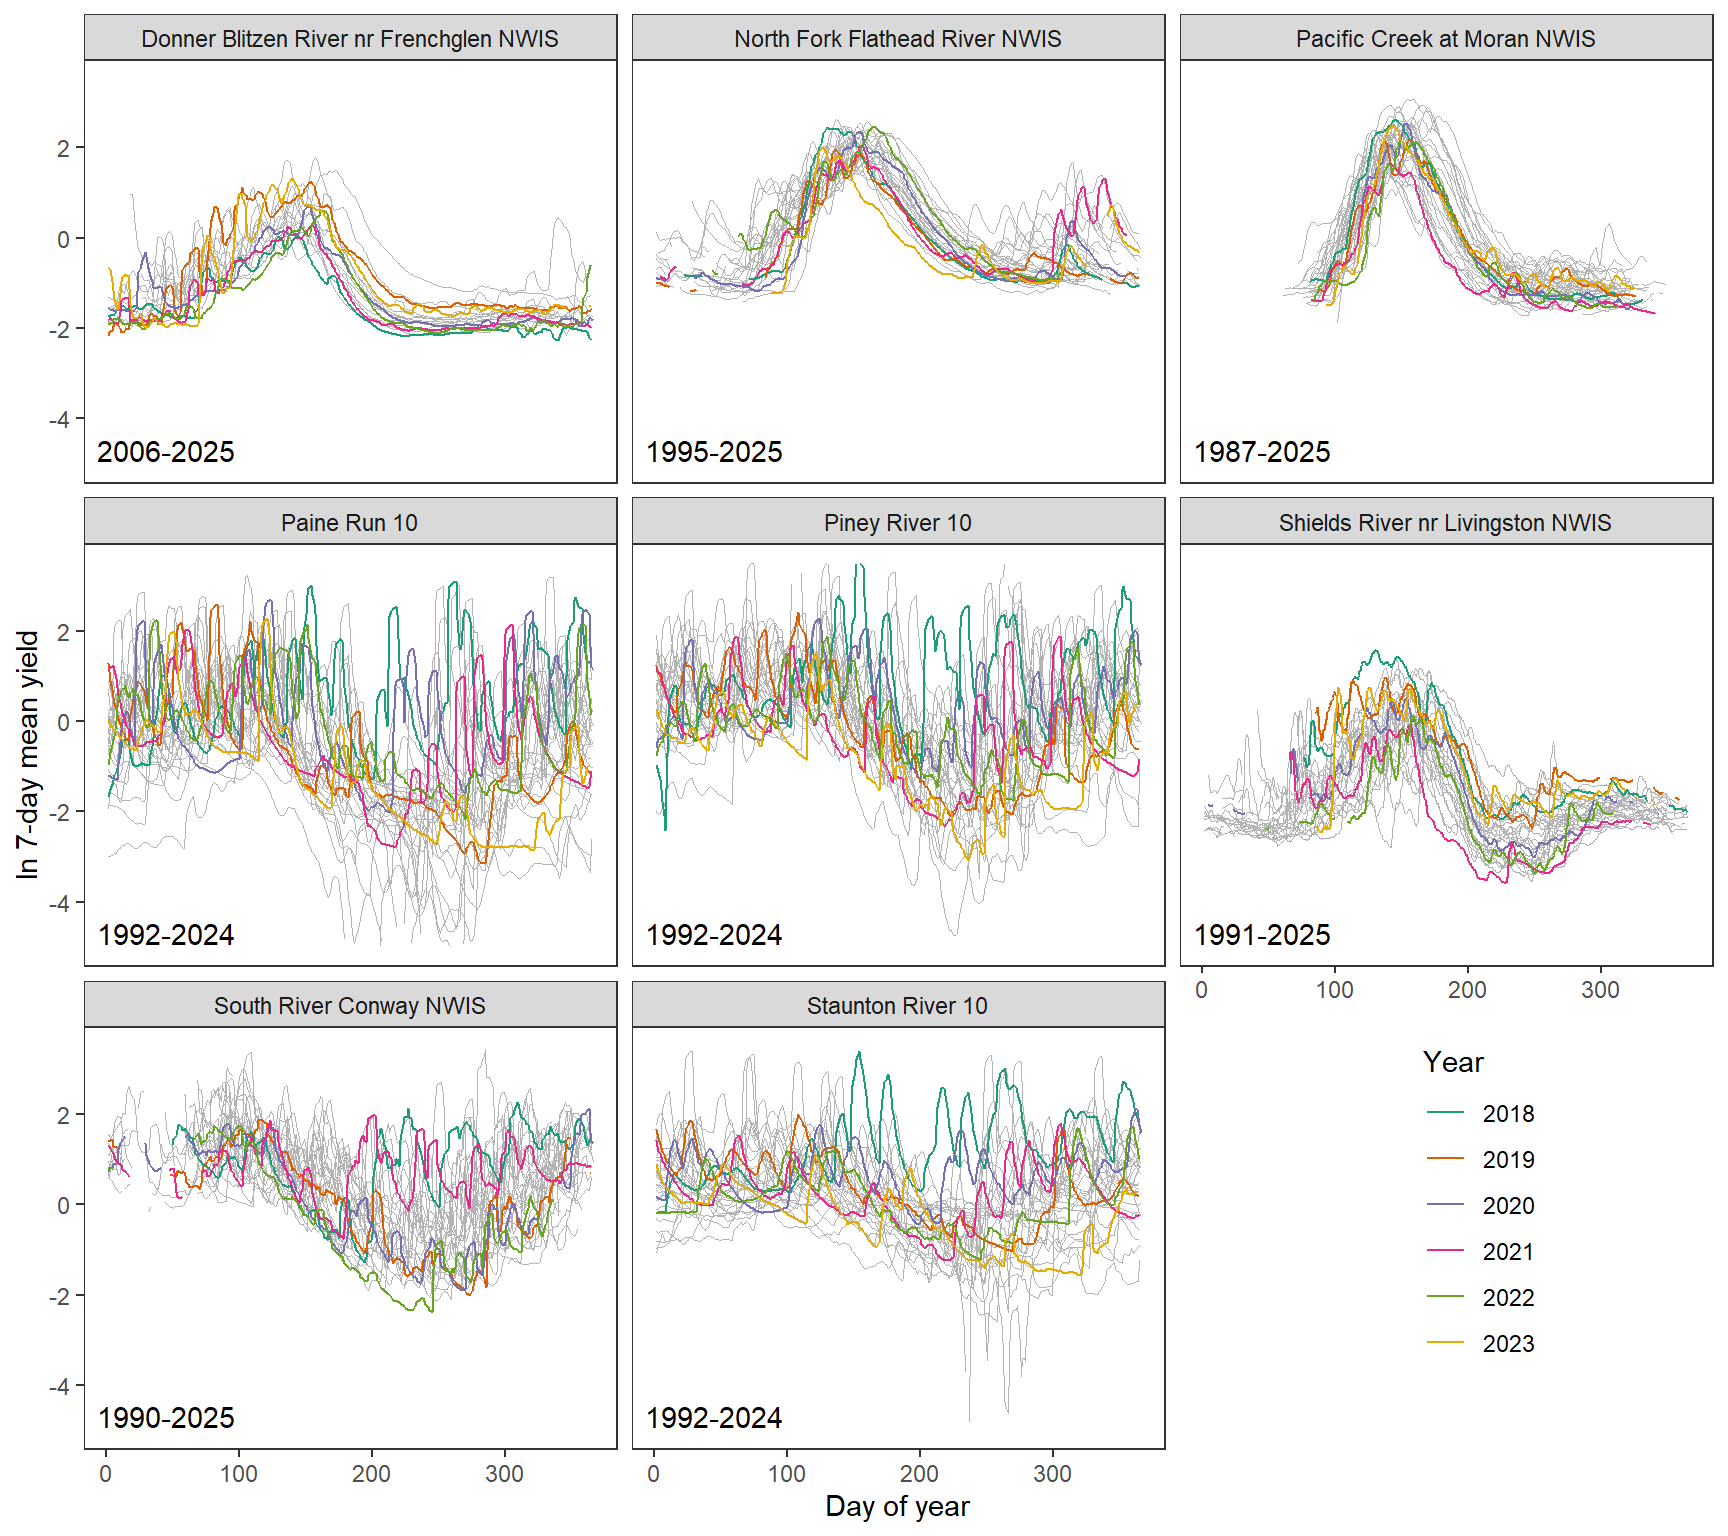 Donner Blitzen River nr Frenchglen NWIS
North Fork Flathead River NWIS
Pacific Creek at Moran NWIS
2
0
-2
-4
2006-2025
1995-2025
1987-2025
Paine Run 10
Piney River 10
Shields River nr Livingston NWIS
ln 7-day mean yield
2
0
-2
-4
1992-2024
1992-2024
1991-2025
0 100 200 300
South River Conway NWIS
Staunton River 10
2
0
-2
-4
1990-2025
1992-2024
0 100 200 300
0 100 200 300
Day of year
Year
2018
2019
2020
2021
2022
2023